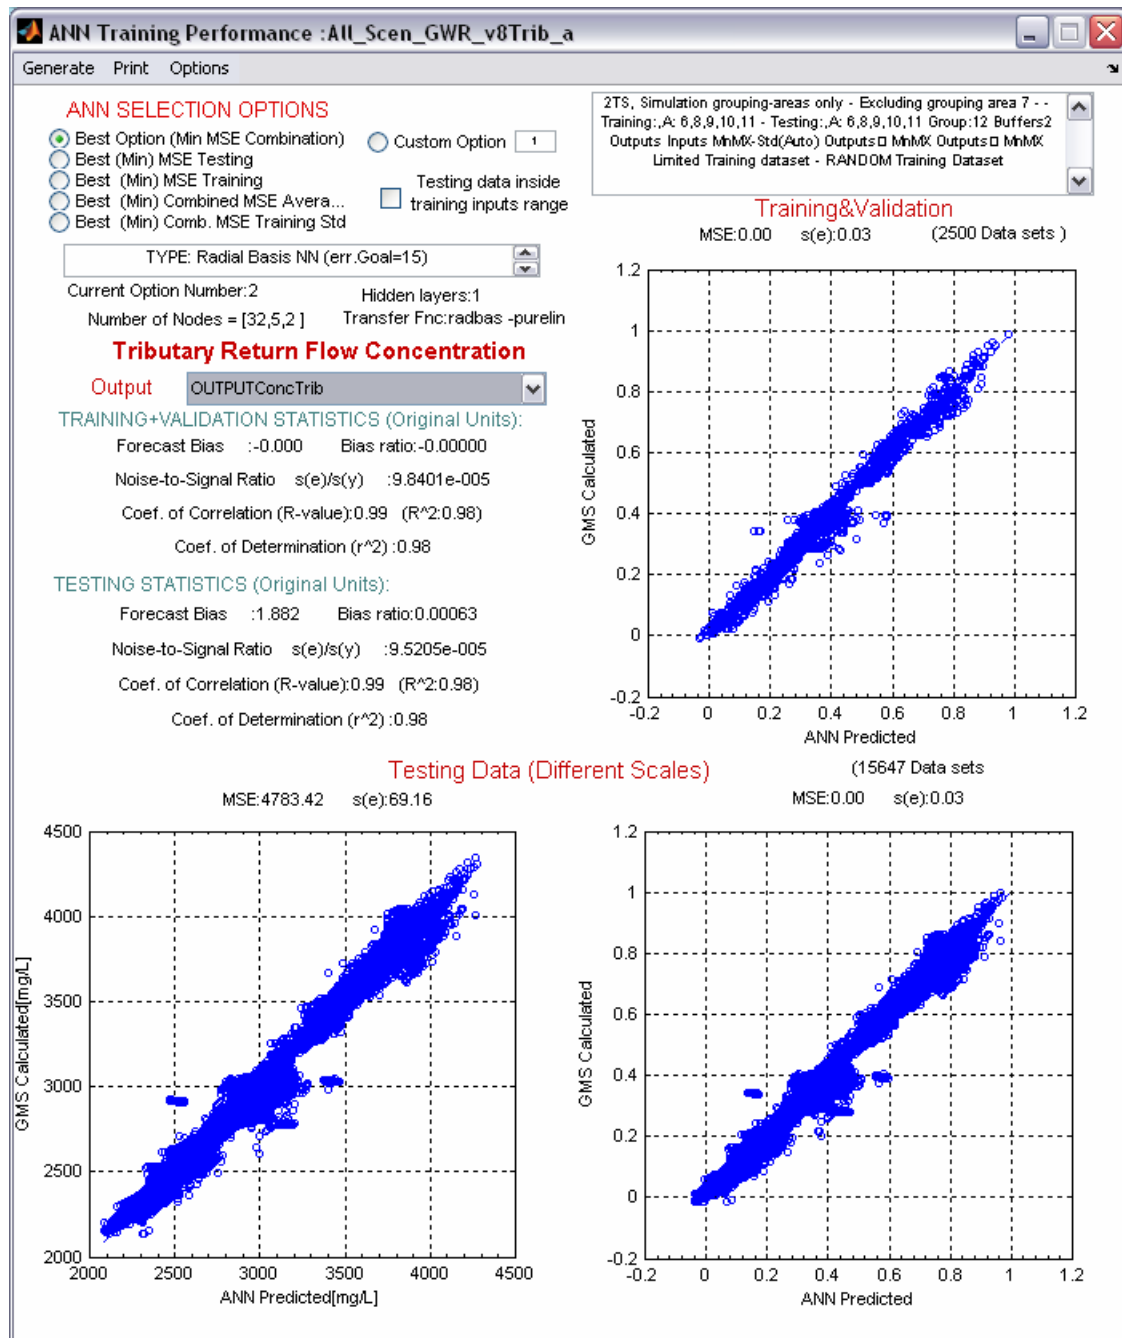 ANN Training Performance :All_Scen_GWR_v8Trib_a
Generate Print Options
ANN SELECTION OPTIONS
Best Option (Min MSE Combination)
Custom Option 1
Best (Min) MSE Testing
Best (Min) MSE Training
Best (Min) Combined MSE Avera...
Best (Min) Comb. MSE Training Std
Testing data inside
training inputs range
2TS, Simulation grouping-areas only - Excluding grouping area 7 - -
Training:,A: 6,8,9,10,11 - Testing:,A: 6,8,9,10,11 Group:12 Buffers2
Outputs Inputs MnMX-Std(Auto) Outputs□ MnMX Outputs□ MnMX
Limited Training dataset - RANDOM Training Dataset
TYPE: Radial Basis NN (err.Goal=15)
Current Option Number:2
Hidden layers:1
Number of Nodes = [32,5,2 ]
Transfer Fnc:radbas -purelin
Tributary Return Flow Concentration
Output OUTPUTConcTrib
TRAINING+VALIDATION STATISTICS (Original Units):
Forecast Bias :-0.000 Bias ratio:-0.00000
Noise-to-Signal Ratio s(e)/s(y) :9.8401e-005
Coef. of Correlation (R-value):0.99 (R^2:0.98)
Coef. of Determination (r^2) :0.98
TESTING STATISTICS (Original Units):
Forecast Bias :1.882 Bias ratio:0.00063
Noise-to-Signal Ratio s(e)/s(y) :9.5205e-005
Coef. of Correlation (R-value):0.99 (R^2:0.98)
Coef. of Determination (r^2) :0.98
Training&Validation
MSE:0.00 s(e):0.03 (2500 Data sets )
1.2
1
0.8
0.6
0.4
0.2
0
-0.2
GMS Calculated
-0.2 0 0.2 0.4 0.6 0.8 1 1.2
ANN Predicted
Testing Data (Different Scales)
(15647 Data sets
MSE:4783.42 s(e):69.16
4500
4000
3500
3000
2500
2000
GMS Calculated[mg/L]
2000 2500 3000 3500 4000 4500
ANN Predicted[mg/L]
MSE:0.00 s(e):0.03
1.2
1
0.8
0.6
0.4
0.2
0
-0.2
GMS Calculated
-0.2 0 0.2 0.4 0.6 0.8 1 1.2
ANN Predicted